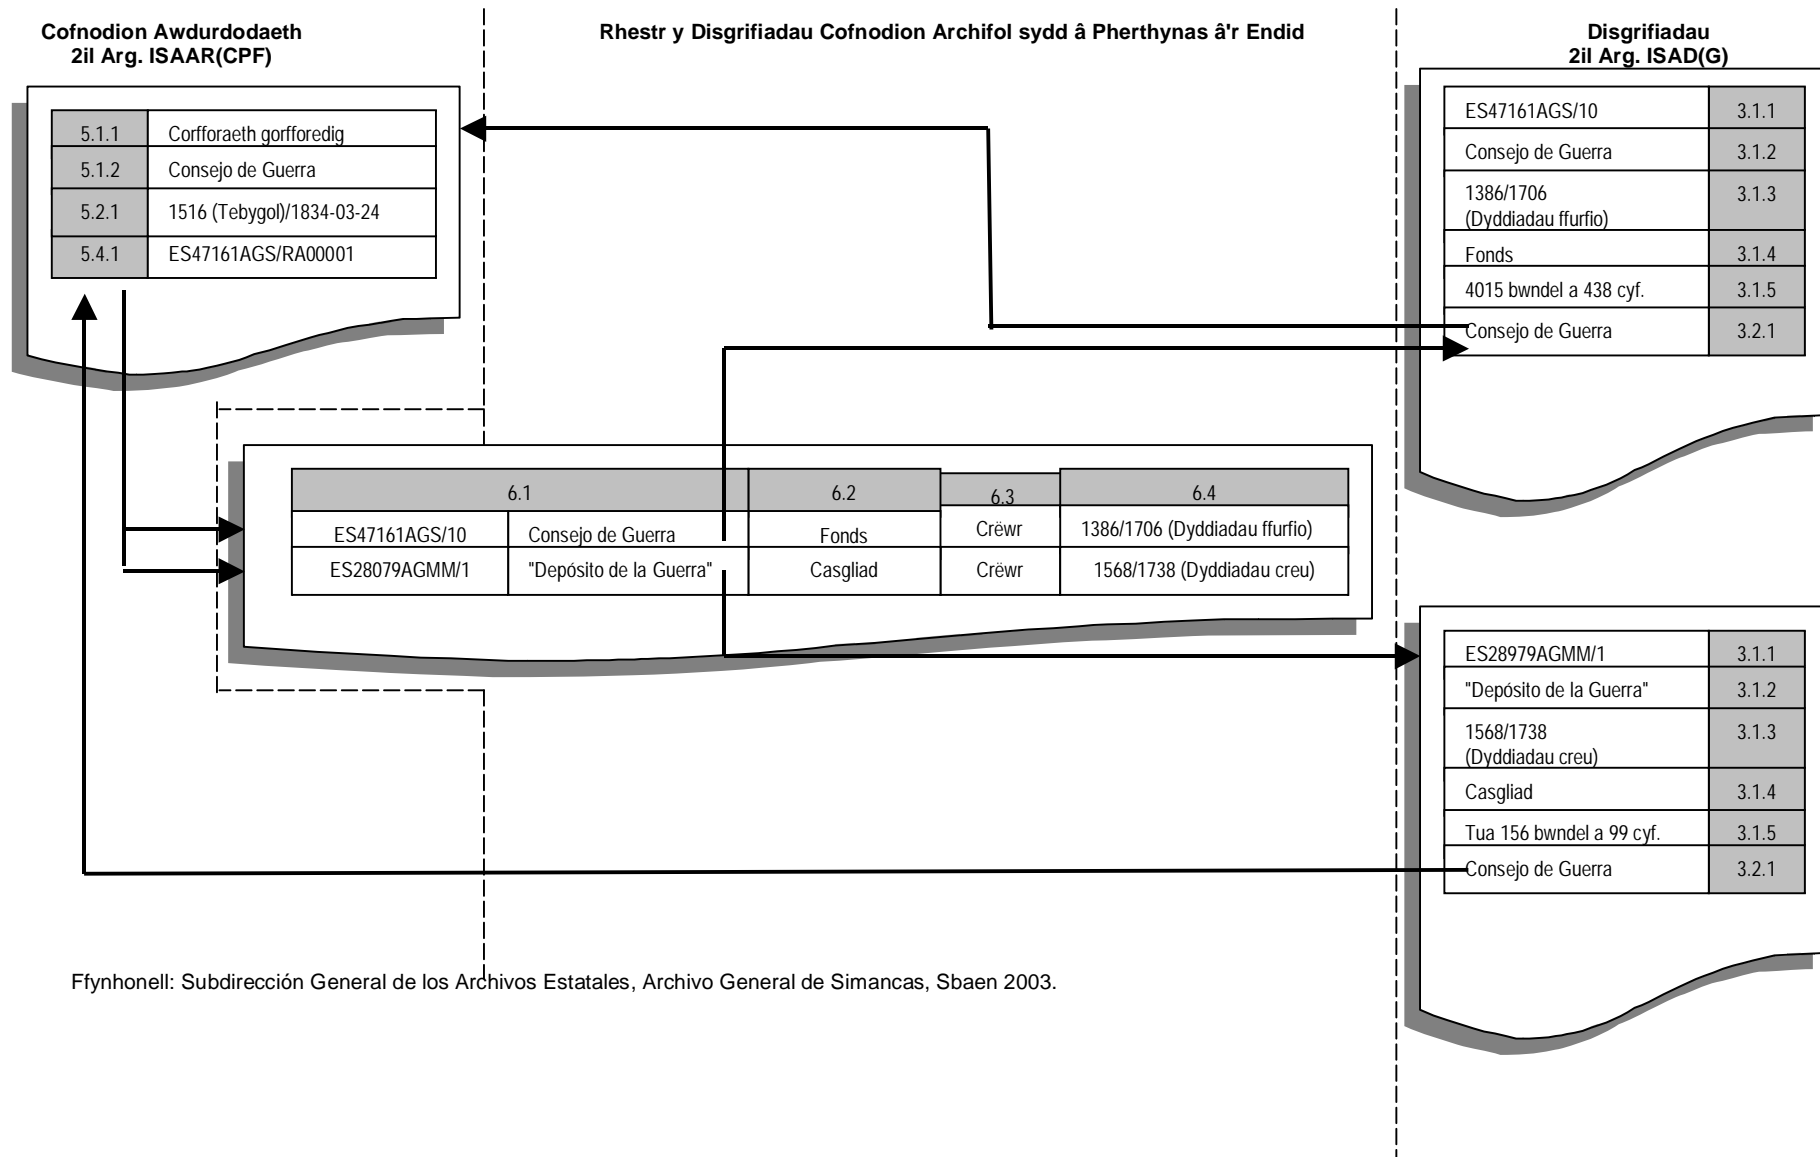 Cofnodion Awdurdodaeth
2il Arg. ISAAR(CPF)
Rhestr y Disgrifiadau Cofnodion Archifol sydd â Pherthynas â'r Endid
Disgrifiadau
2il Arg. ISAD(G)
5.1.1 Corfforaeth gorfforedig
5.1.2 Consejo de Guerra
5.2.1 1516 (Tebygol)/1834-03-24
5.4.1 ES47161AGS/RA00001
ES47161AGS/10 3.1.1
Consejo de Guerra 3.1.2
1386/1706 3.1.3
(Dyddiadau ffurfio)
Fonds 3.1.4
4015 bwndel a 438 cyf. 3.1.5
Consejo de Guerra 3.2.1
6.1 6.2 6.3 6.4
ES47161AGS/10 Consejo de Guerra Fonds Crëwr 1386/1706 (Dyddiadau ffurfio)
ES28079AGMM/1 "Depósito de la Guerra" Casgliad Crëwr 1568/1738 (Dyddiadau creu)
ES28979AGMM/1 3.1.1
"Depósito de la Guerra" 3.1.2
1568/1738 3.1.3
(Dyddiadau creu)
Casgliad 3.1.4
Tua 156 bwndel a 99 cyf. 3.1.5
Consejo de Guerra 3.2.1
Ffynhonell: Subdirección General de los Archivos Estatales, Archivo General de Simancas, Sbaen 2003.